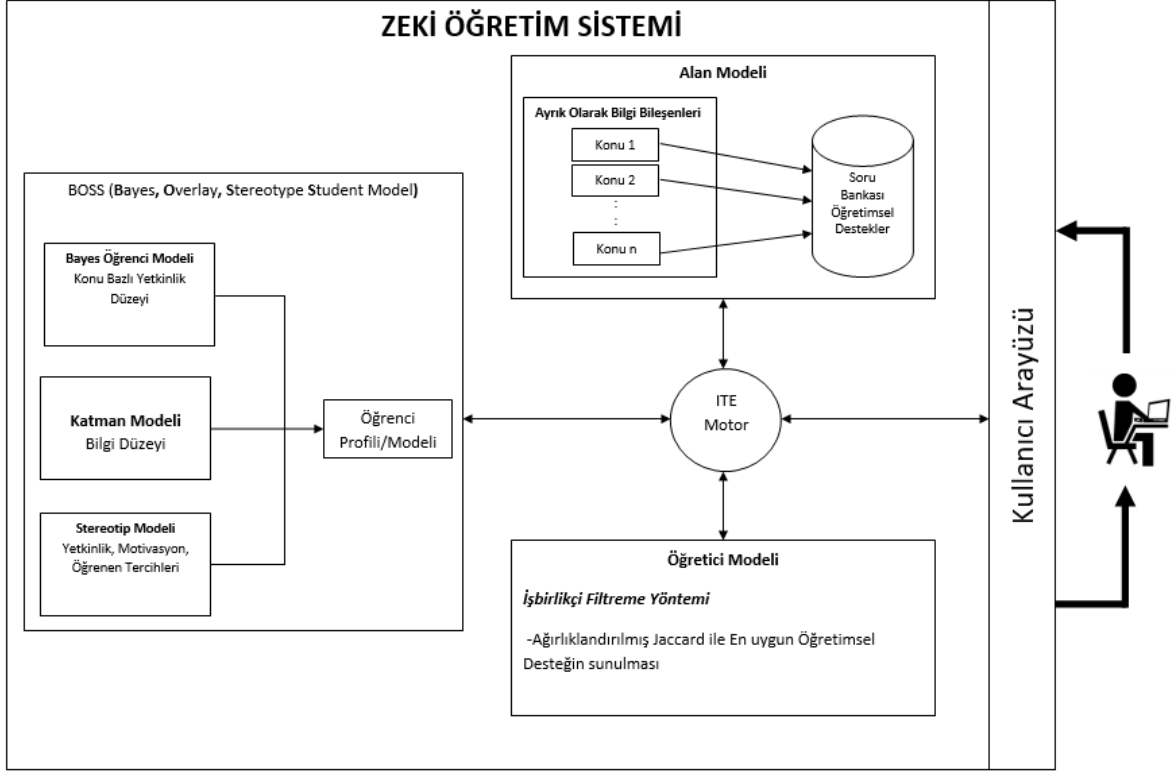 ZEKİ ÖĞRETİM SİSTEMİ
Alan Modeli
Ayrık Olarak Bilgi Bileşenleri
Konu 1
Konu 2
:
:
Konu n
Soru
Bankası
Öğretimsel
Destekler
BOSS (Bayes, Overlay, Stereotype Student Model)
Bayes Öğrenci Modeli
Konu Bazlı Yetkinlik
Düzeyi
Katman Modeli
Bilgi Düzeyi
Stereotip Modeli
Yetkinlik, Motivasyon,
Öğrenen Tercihleri
Öğrenci
Profili/Modeli
ITE
Motor
Öğretici Modeli
İşbirlikçi Filtreme Yöntemi
-Ağırlıklandırılmış Jaccard ile En uygun Öğretimsel
Desteğin sunulması
Kullanıcı Arayüzü